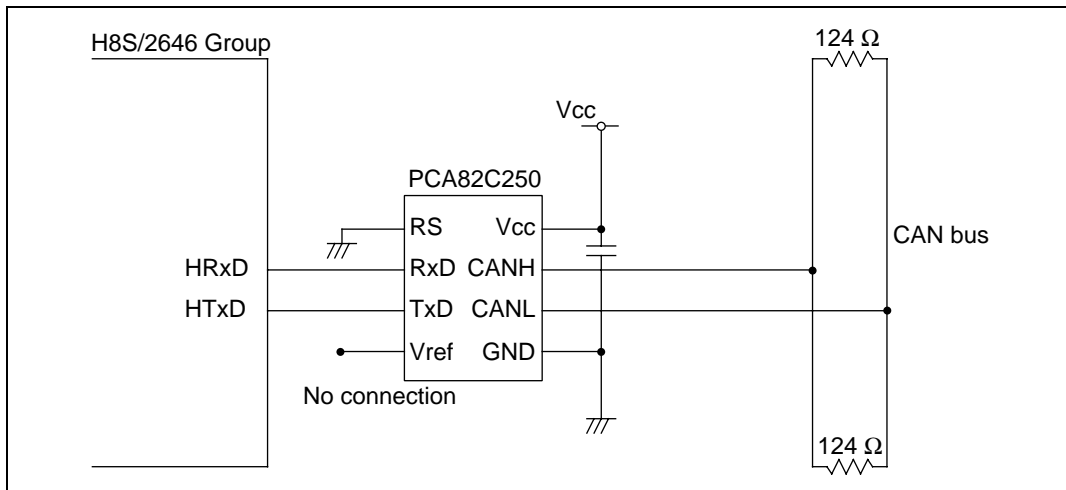 H8S/2646 Group
124 Ω
Vcc
PCA82C250
RS Vcc
CAN bus
HRxD RxD CANH
HTxD TxD CANL
Vref GND
No connection
124 Ω